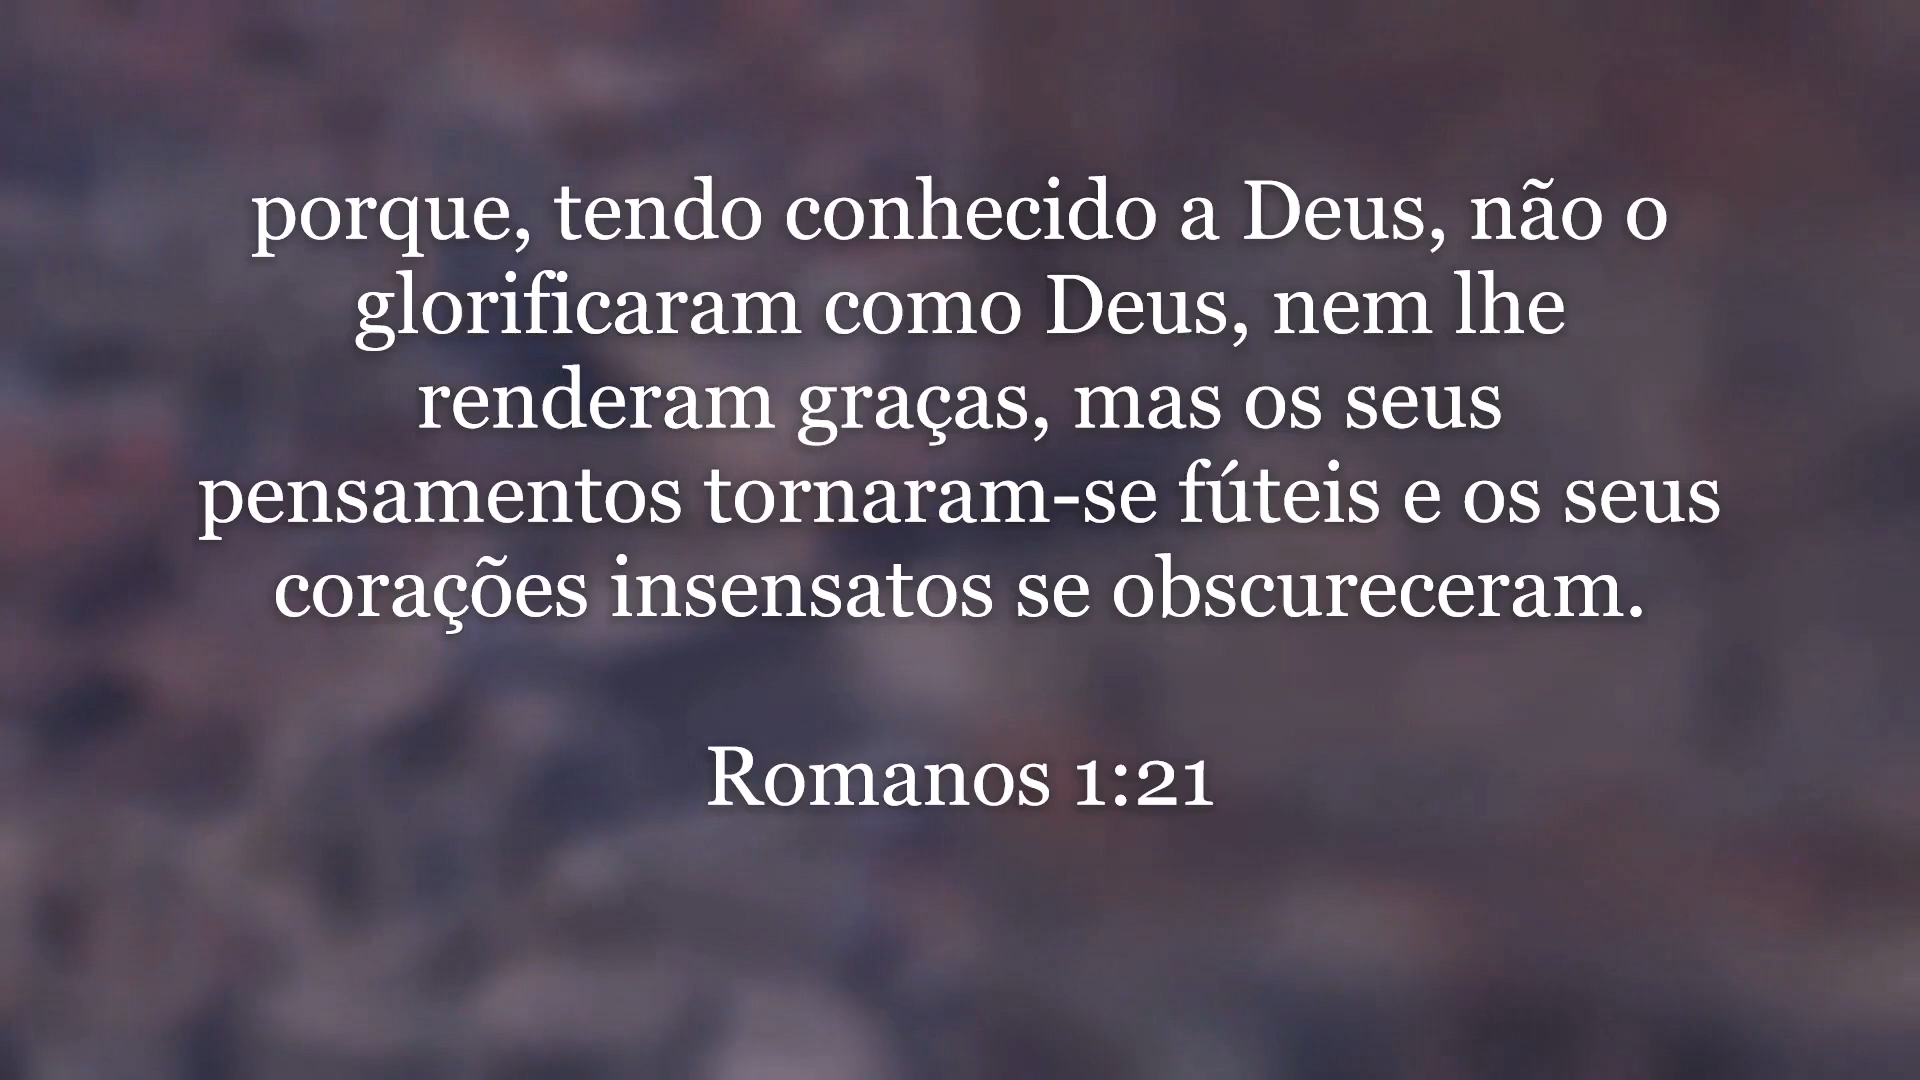 porque, tendo conhecido a Deus, não o
glorificaram como Deus, nem lhe
renderam graças, mas os seus
pensamentos tornaram-se fúteis e os seus
corações insensatos se obscureceram.
Romanos 1:21